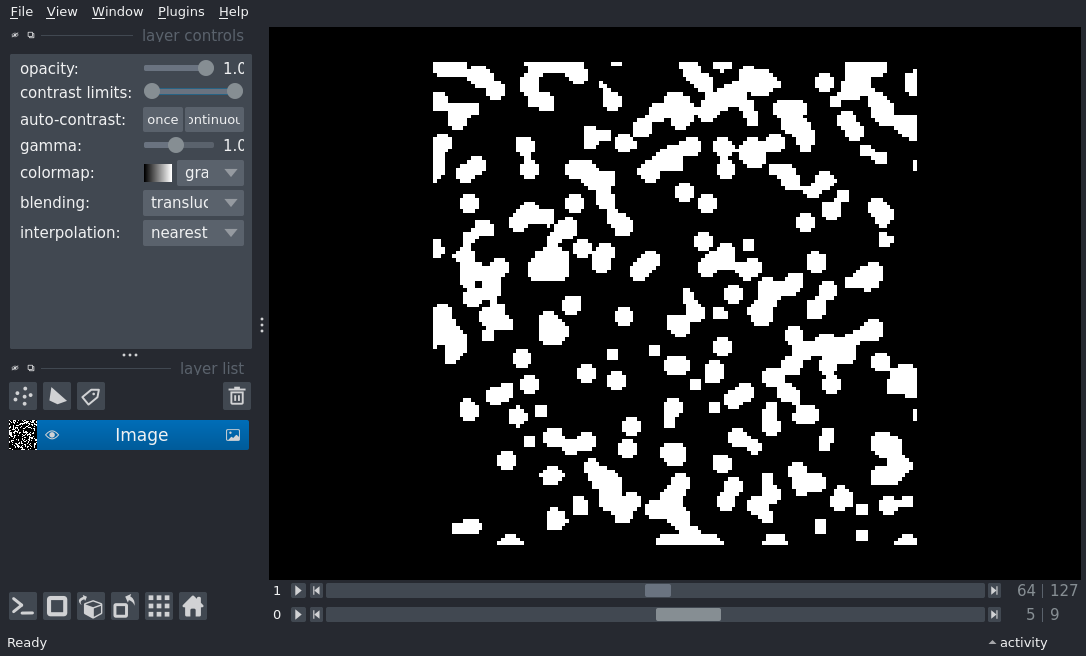 File View Window Plugins Help
layer controls
opacity: 1.0
contrast limits:
auto-contrast: once ontinuou
gamma: 1.0
colormap: gra
blending: transluc
interpolation: nearest
layer list
Image
1 64 | 127
0 5 | 9
Ready activity